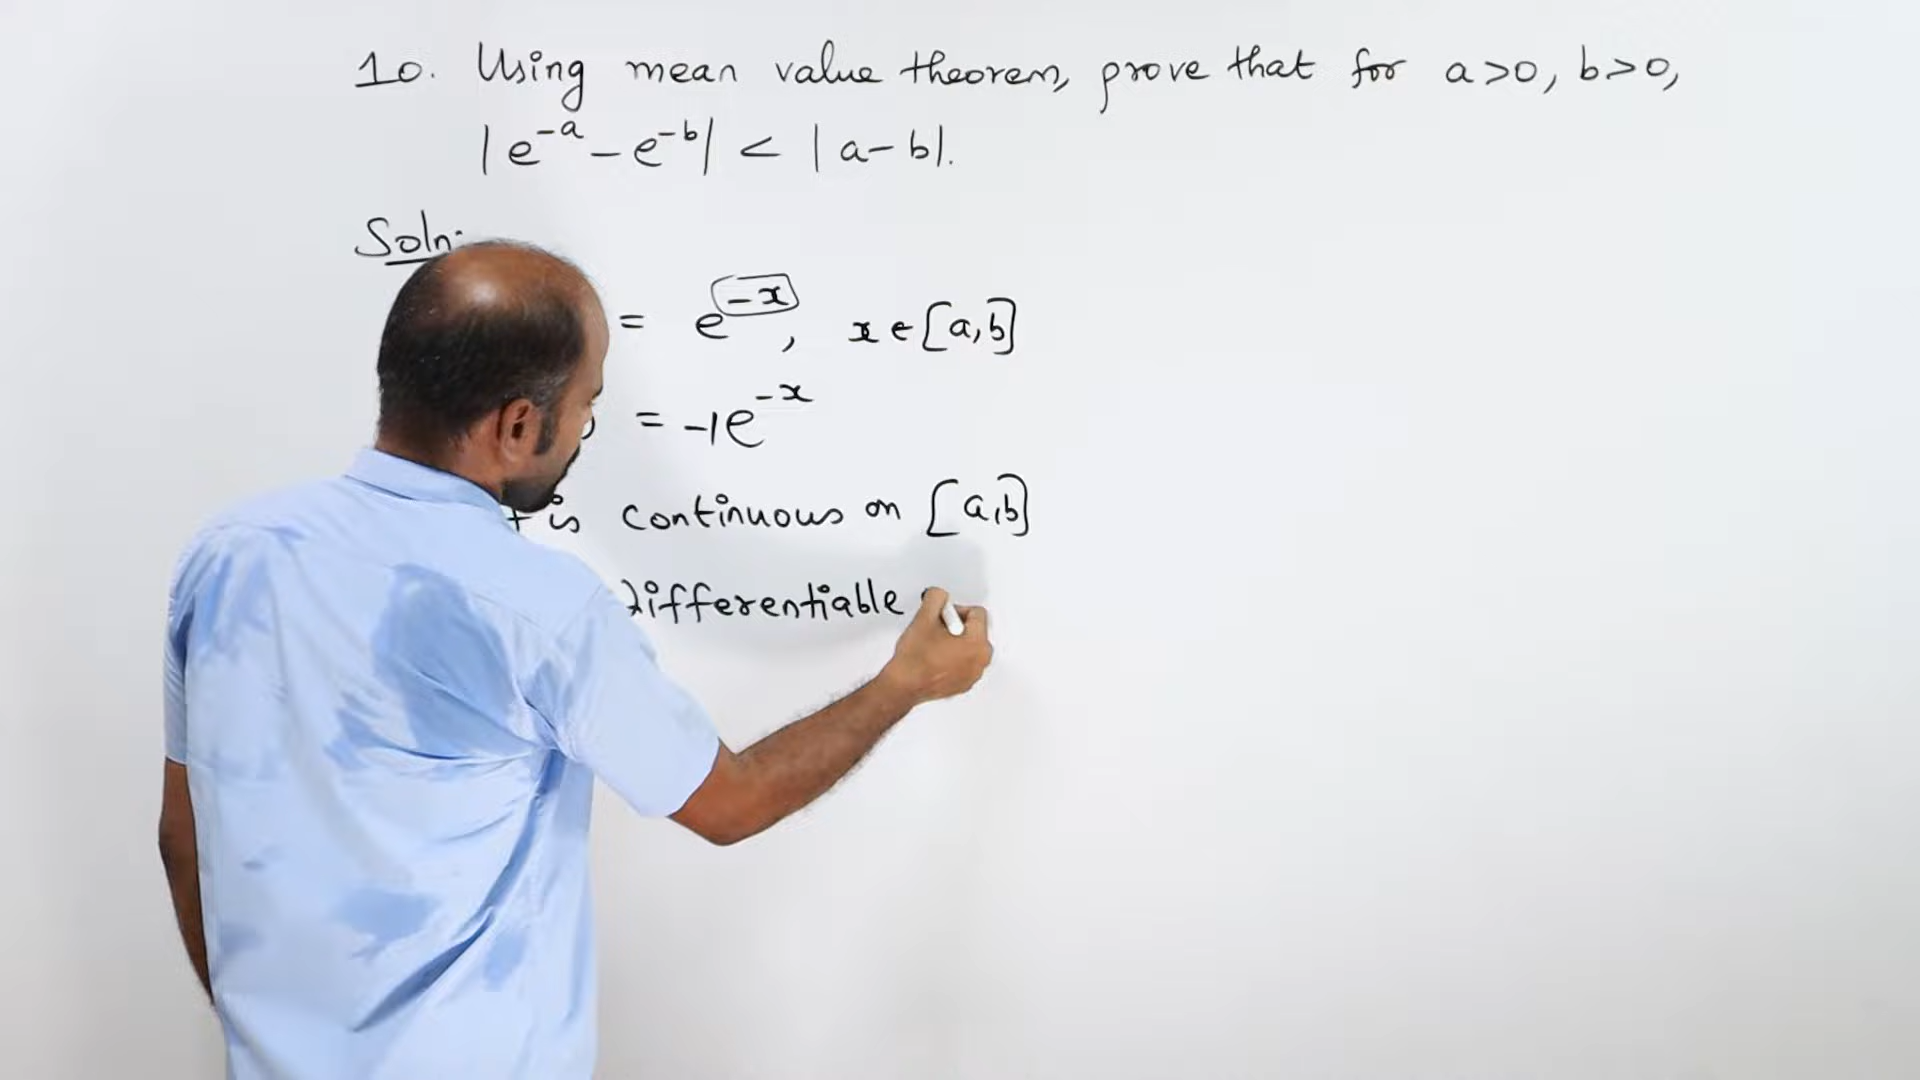 10. Using mean value theorem, prove that for a>0, b>0,
|e^-a - e^-b| < |a-b|.
Soln:
= e^-x, x ∈ [a,b]
= -1e^-x
is continuous on [a,b]
differentiable